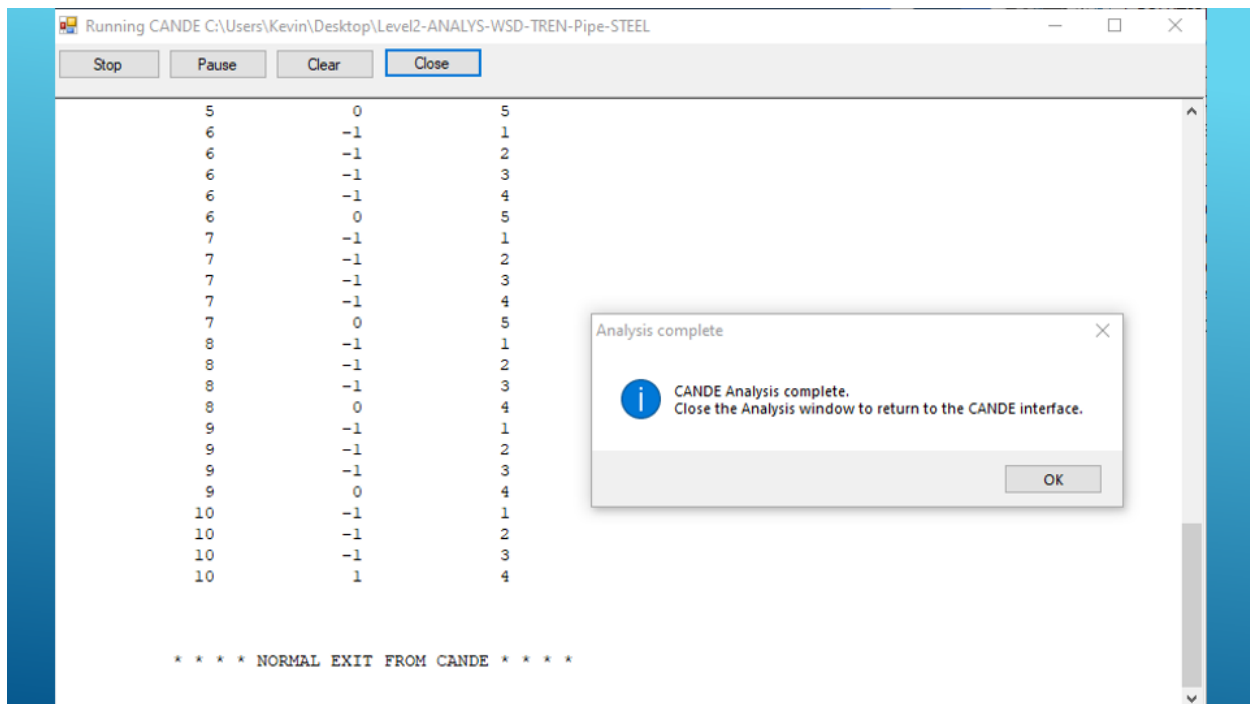 Running CANDE C:\Users\Kevin\Desktop\Level2-ANALYS-WSD-TREN-Pipe-STEEL
Stop Pause Clear Close
5 0 5
6 -1 1
6 -1 2
6 -1 3
6 -1 4
6 0 5
7 -1 1
7 -1 2
7 -1 3
7 -1 4
7 0 5
8 -1 1
8 -1 2
8 -1 3
8 0 4
9 -1 1
9 -1 2
9 -1 3
9 0 4
10 -1 1
10 -1 2
10 -1 3
10 1 4
* * * * NORMAL EXIT FROM CANDE * * * *
Analysis complete
CANDE Analysis complete.
Close the Analysis window to return to the CANDE interface.
OK